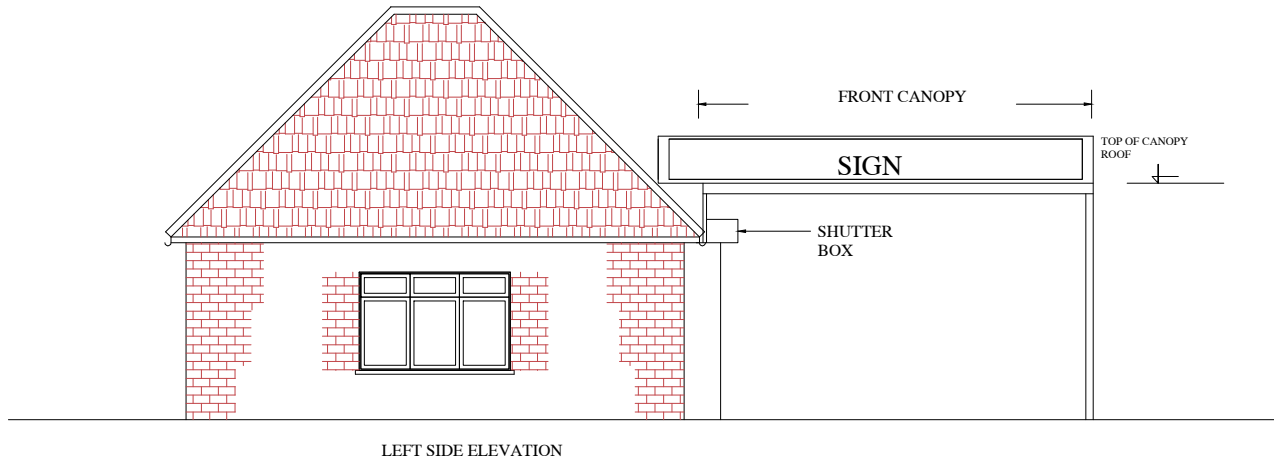 FRONT CANOPY
TOP OF CANOPY
ROOF
SIGN
SHUTTER
BOX
LEFT SIDE ELEVATION